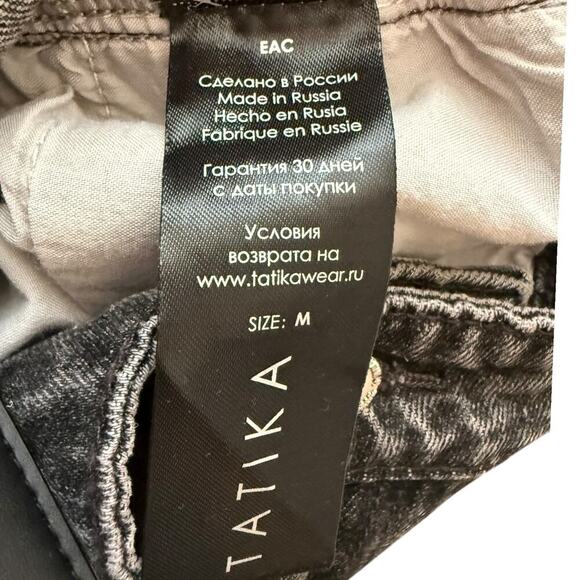 EAC
Сделано в России
Made in Russia
Hecho en Rusia
Fabrique en Russie
Гарантия 30 дней
с даты покупки
Условия
возврата на
www.tatikawear.ru
SIZE: M
TATIKA